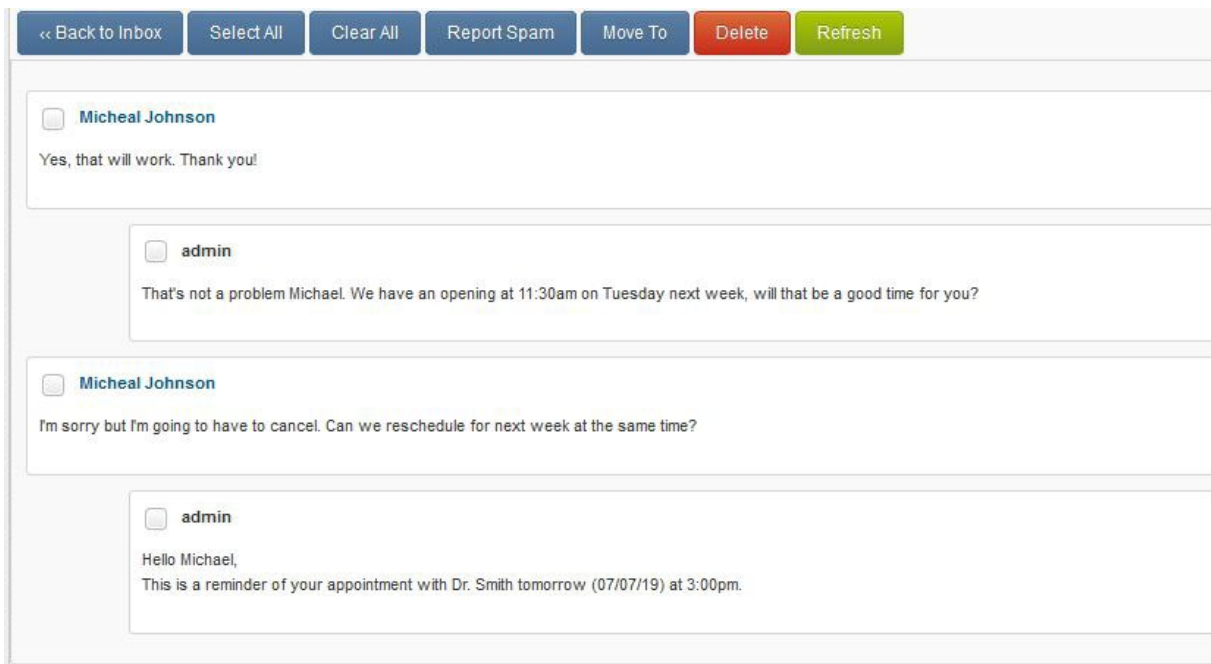 ‹‹ Back to Inbox Select All Clear All Report Spam Move To Delete Refresh
Micheal Johnson
Yes, that will work. Thank you!
admin
That's not a problem Michael. We have an opening at 11:30am on Tuesday next week, will that be a good time for you?
Micheal Johnson
I'm sorry but I'm going to have to cancel. Can we reschedule for next week at the same time?
admin
Hello Michael,
This is a reminder of your appointment with Dr. Smith tomorrow (07/07/19) at 3:00pm.